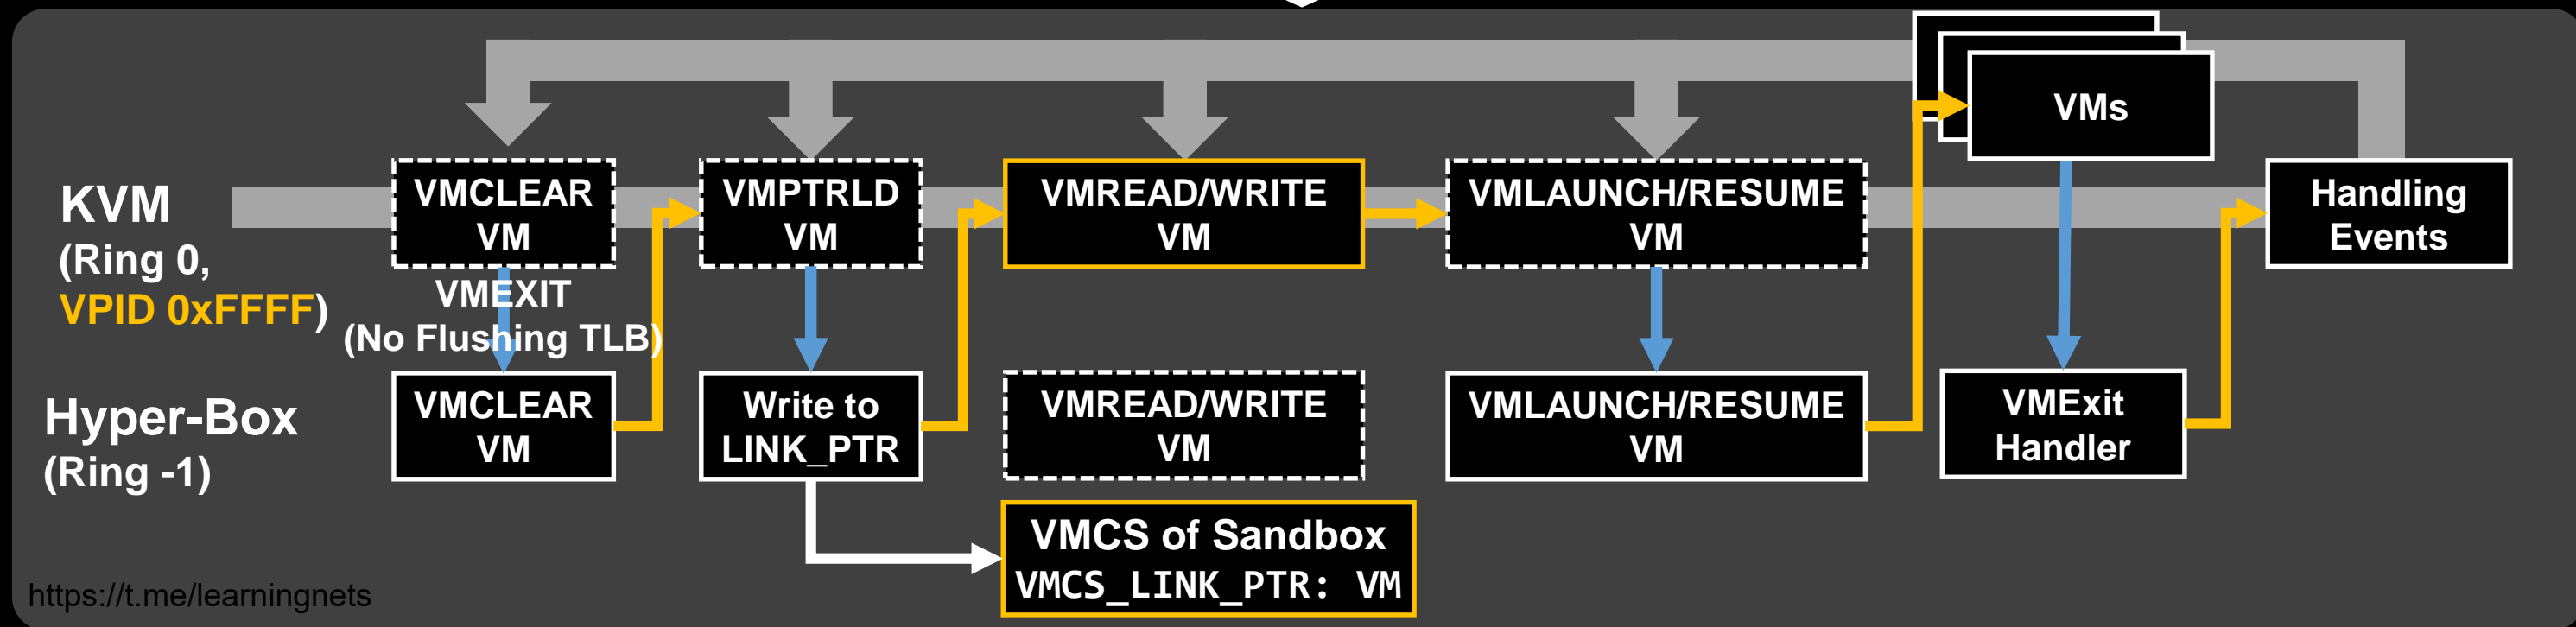 VMs
KVM
(Ring 0,
VPID 0xFFFF)
VMCLEAR
VM
VMPTRLD
VM
VMREAD/WRITE
VM
VMLAUNCH/RESUME
VM
Handling
Events
VMEXIT
(No Flushing TLB)
Hyper-Box
(Ring -1)
VMCLEAR
VM
Write to
LINK_PTR
VMREAD/WRITE
VM
VMLAUNCH/RESUME
VM
VMExit
Handler
VMCS of Sandbox
VMCS_LINK_PTR: VM
https://t.me/learningnets